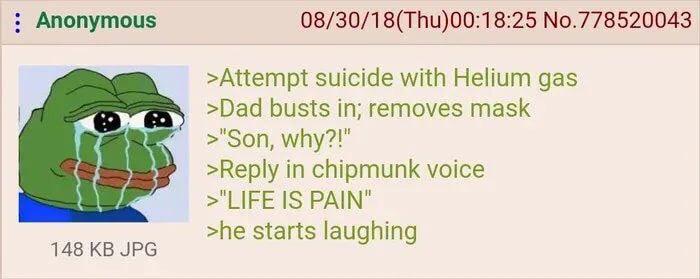 Anonymous 08/30/18(Thu)00:18:25 No.778520043
>Attempt suicide with Helium gas
>Dad busts in; removes mask
>"Son, why?!"
>Reply in chipmunk voice
>"LIFE IS PAIN"
>he starts laughing
148 KB JPG